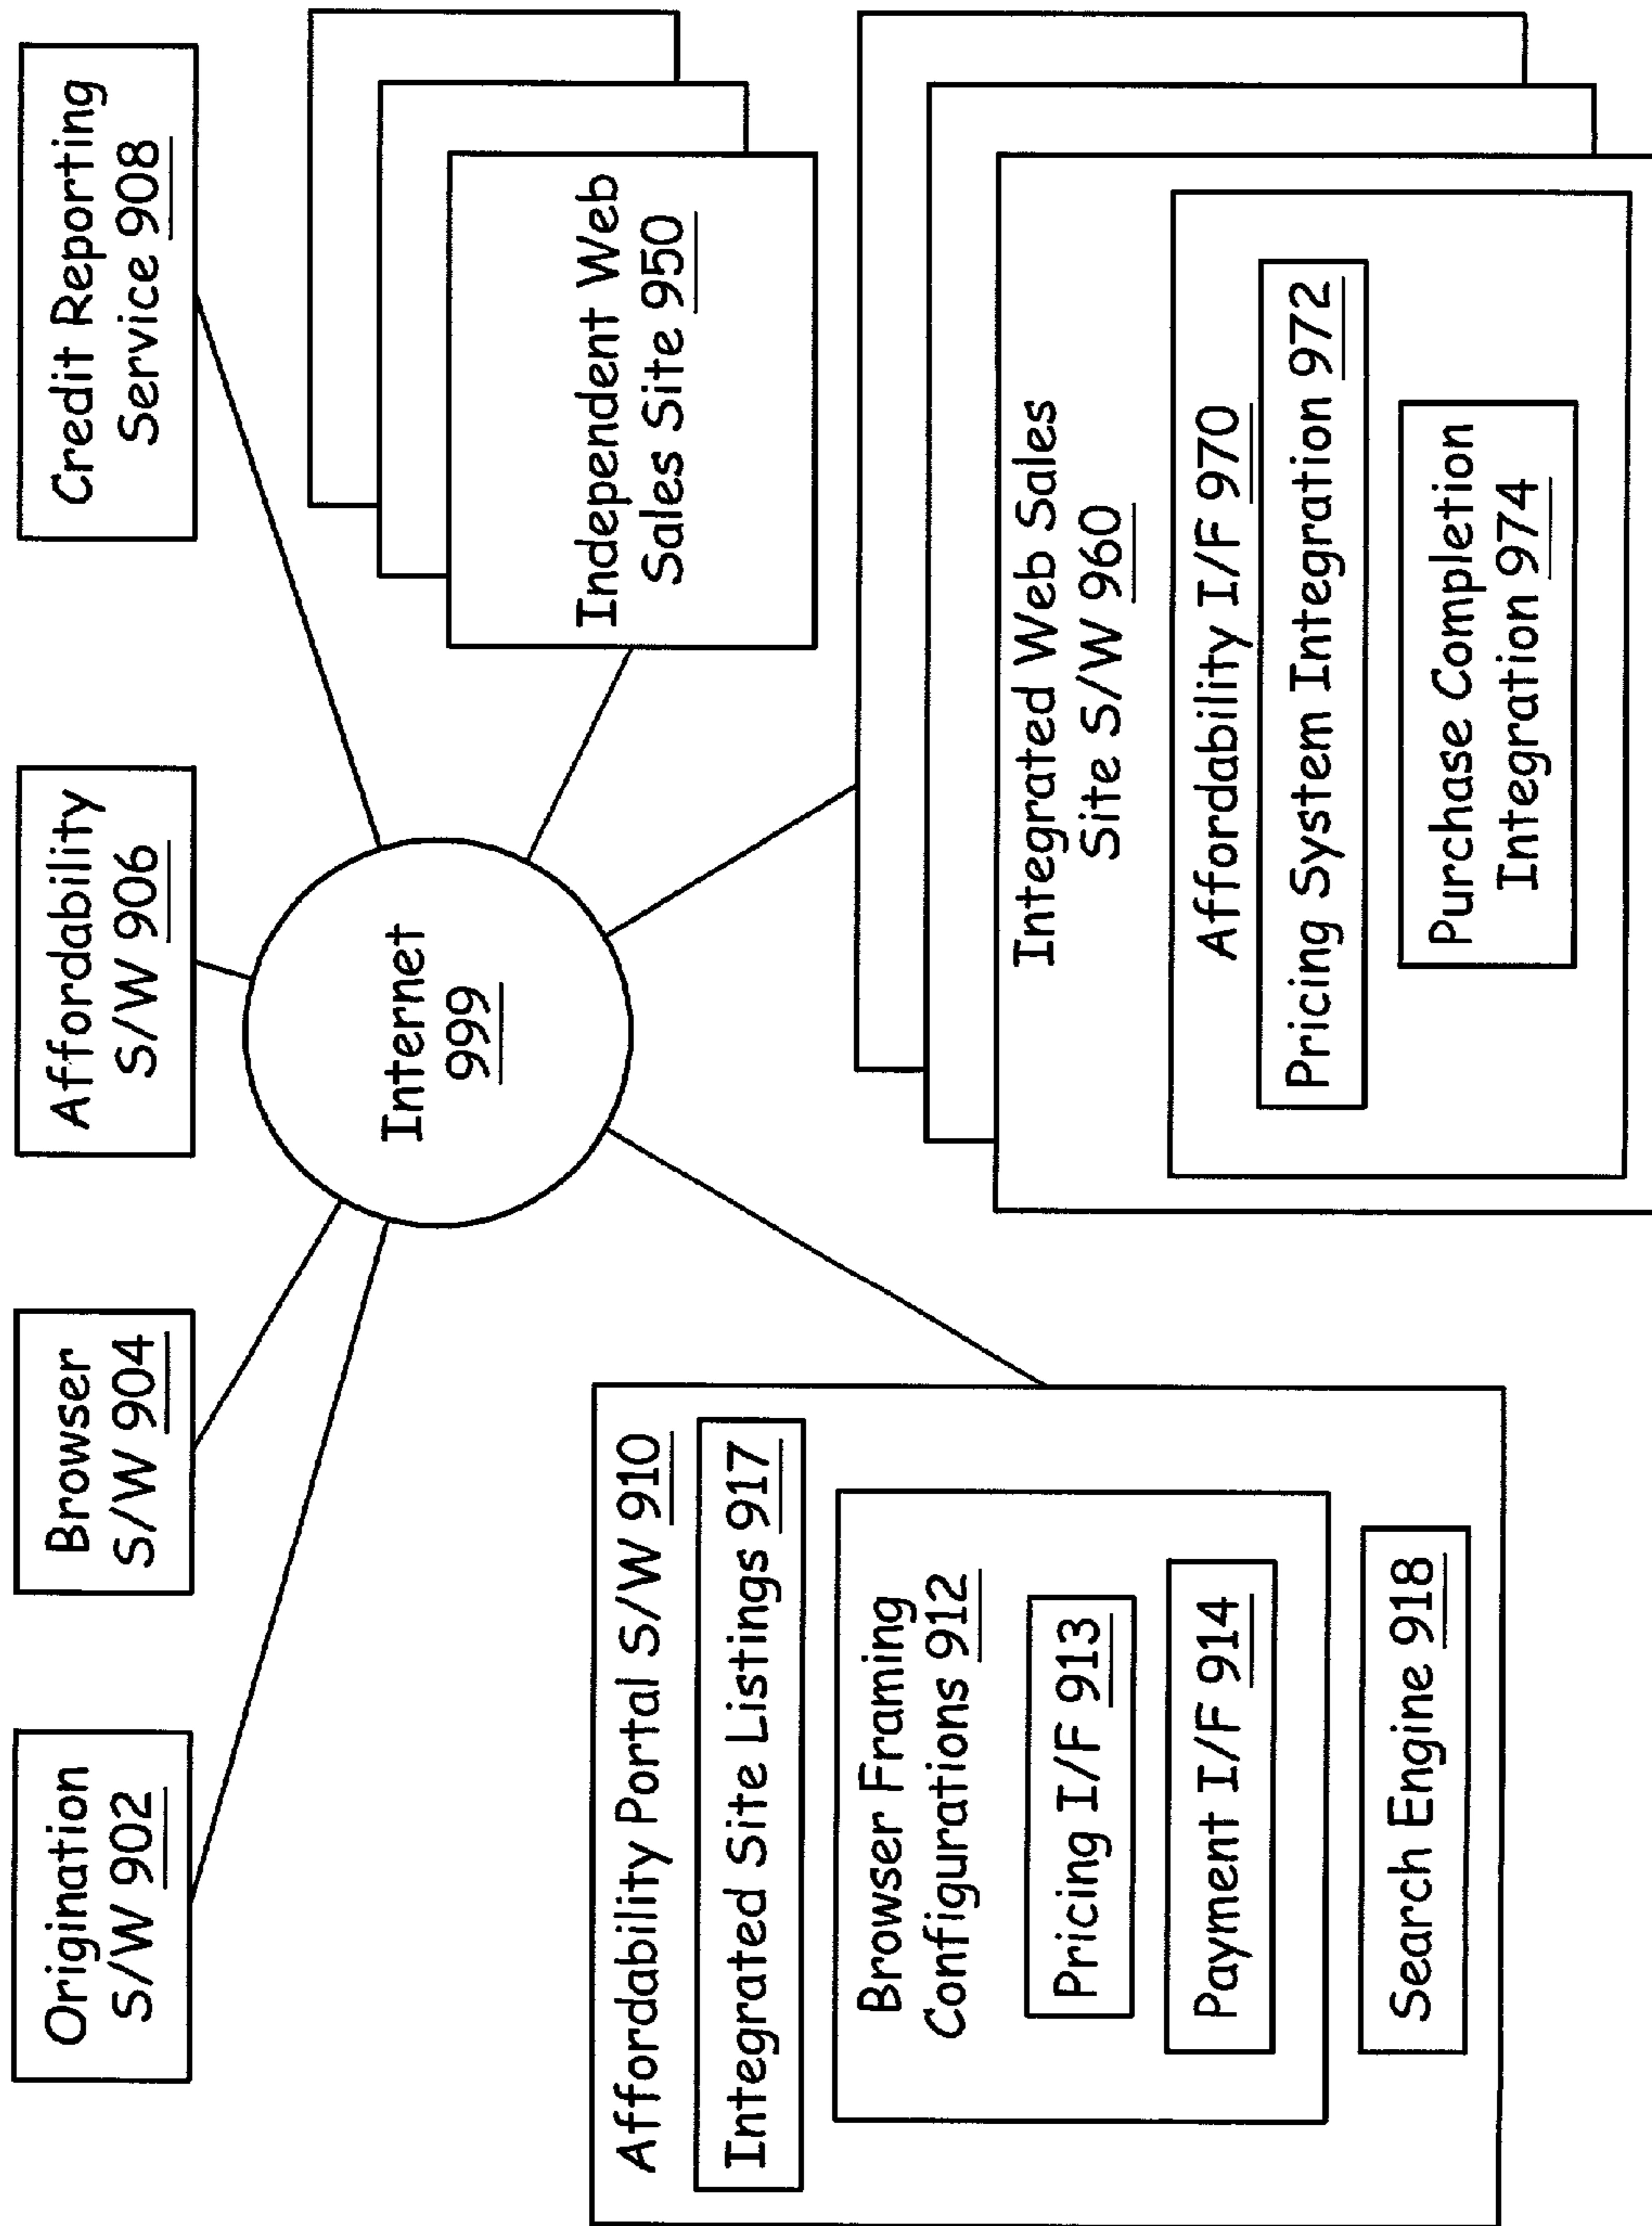 Origination
S/W 902
Browser
S/W 904
Affordability
S/W 906
Credit Reporting
Service 908
Internet
999
Independent Web
Sales Site 950
Affordability Portal S/W 910
Integrated Site Listings 917
Browser Framing
Configurations 912
Pricing I/F 913
Payment I/F 914
Search Engine 918
Integrated Web Sales
Site S/W 960
Affordability I/F 970
Pricing System Integration 972
Purchase Completion
Integration 974